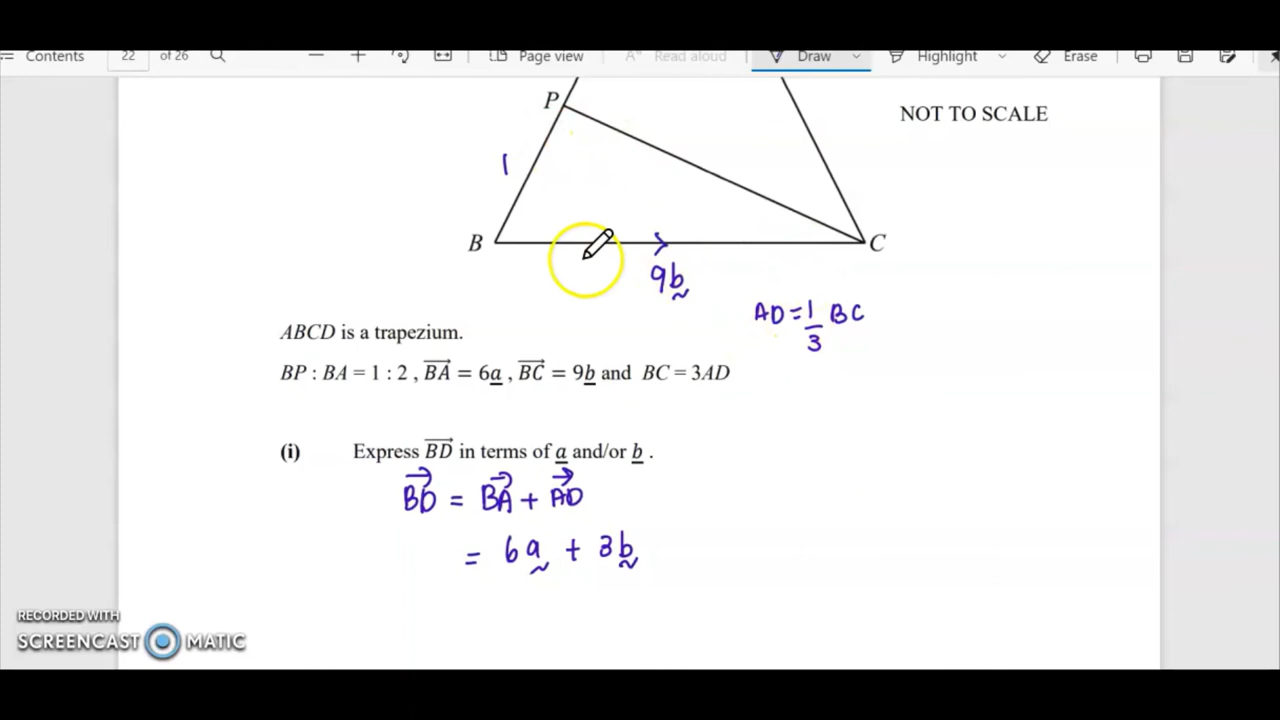 Contents 22 of 26 Page view A Read aloud Draw Highlight Erase
P
NOT TO SCALE
1
B
C
9b
AD = 1/3 BC
ABCD is a trapezium.
BP : BA = 1 : 2 , BA = 6a , BC = 9b and BC = 3AD
(i) Express BD in terms of a and/or b .
BD = BA + AD
= 6a + 3b
RECORDED WITH
SCREENCAST MATIC